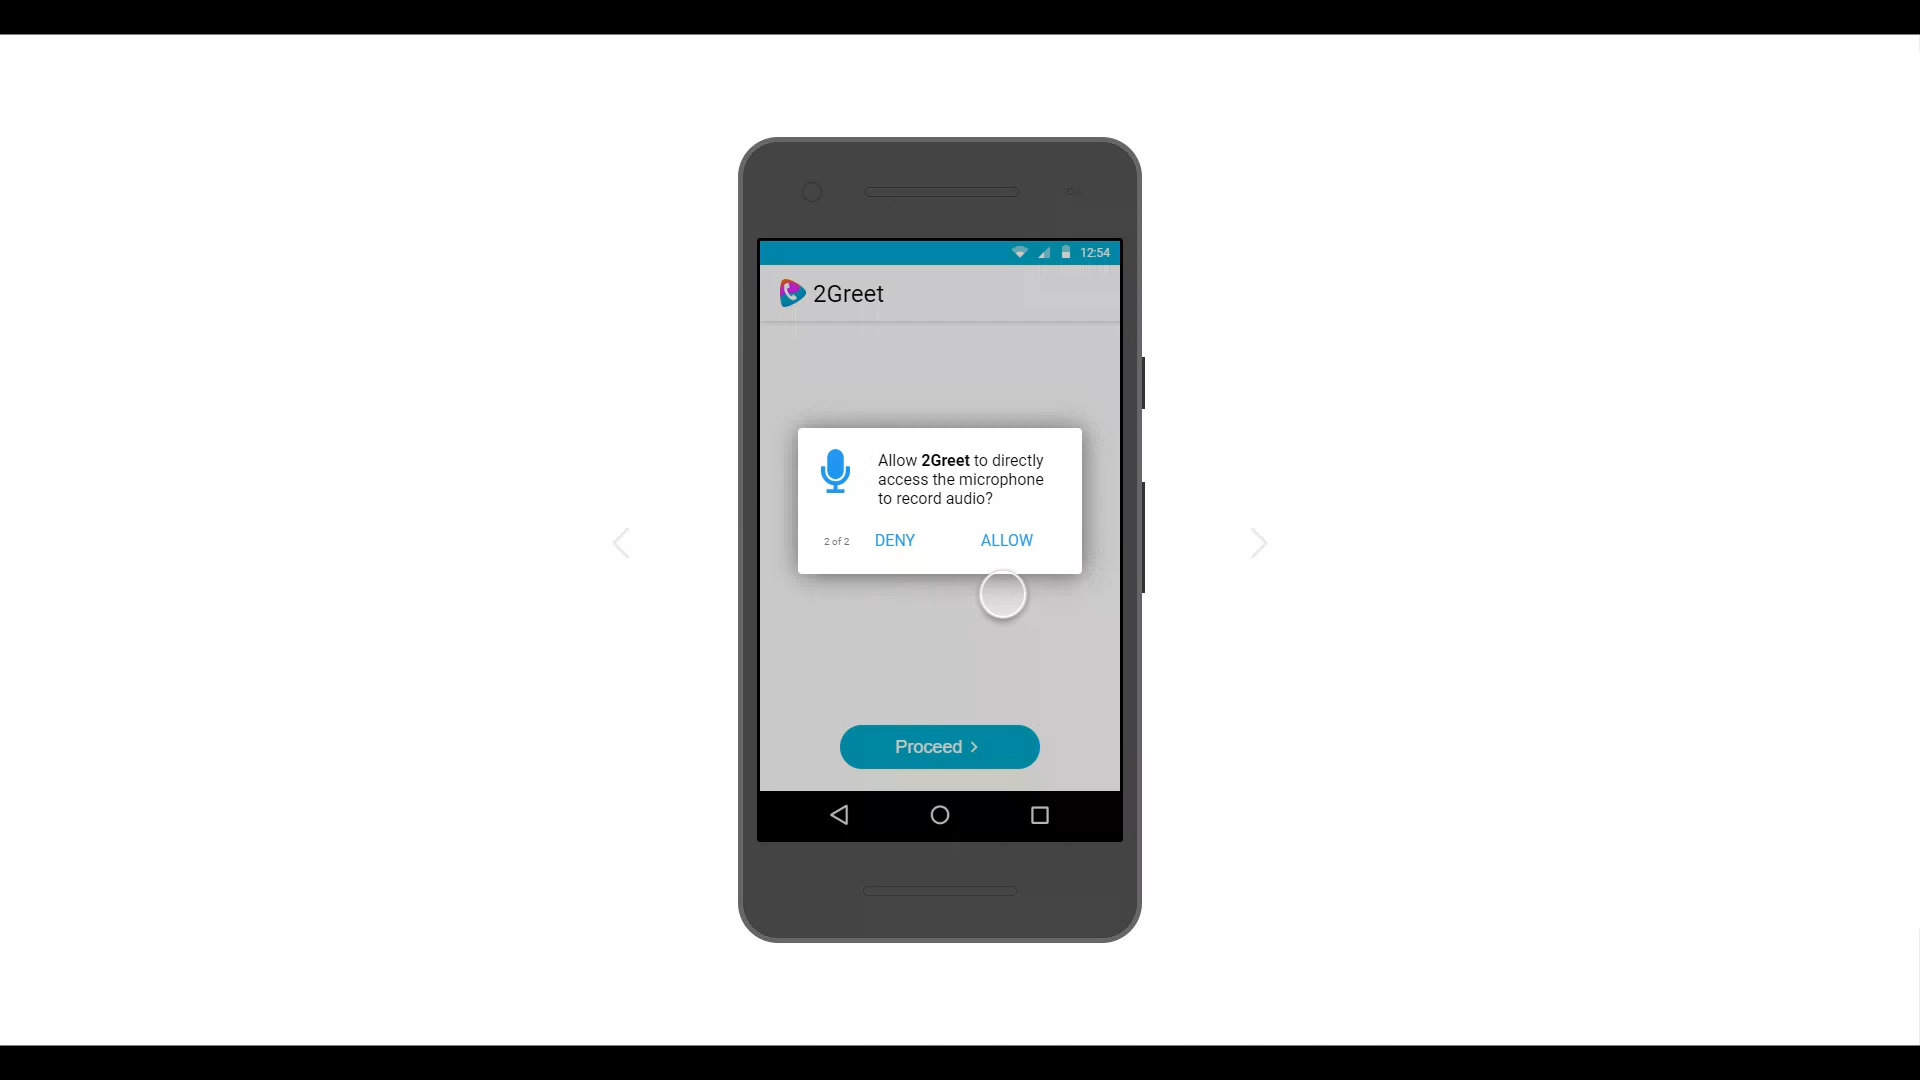 12:54
2Greet
Allow 2Greet to directly
access the microphone
to record audio?
2 of 2 DENY ALLOW
Proceed